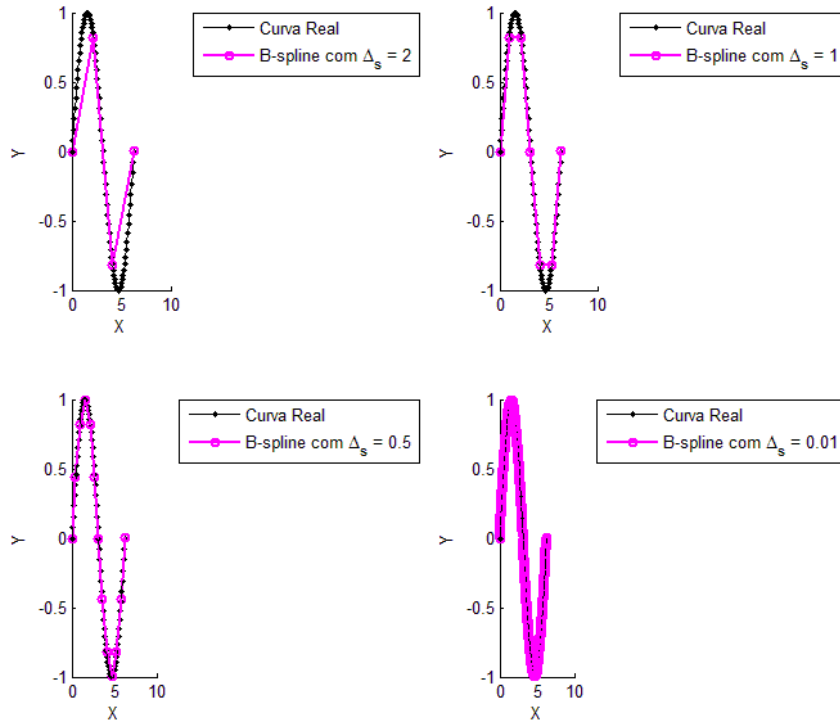 1
0.5
0
-0.5
-1
Y
0 5 10
X
Curva Real
B-spline com Δs = 2
1
0.5
0
-0.5
-1
Y
0 5 10
X
Curva Real
B-spline com Δs = 1
1
0.5
0
-0.5
-1
Y
0 5 10
X
Curva Real
B-spline com Δs = 0.5
1
0.5
0
-0.5
-1
Y
0 5 10
X
Curva Real
B-spline com Δs = 0.01